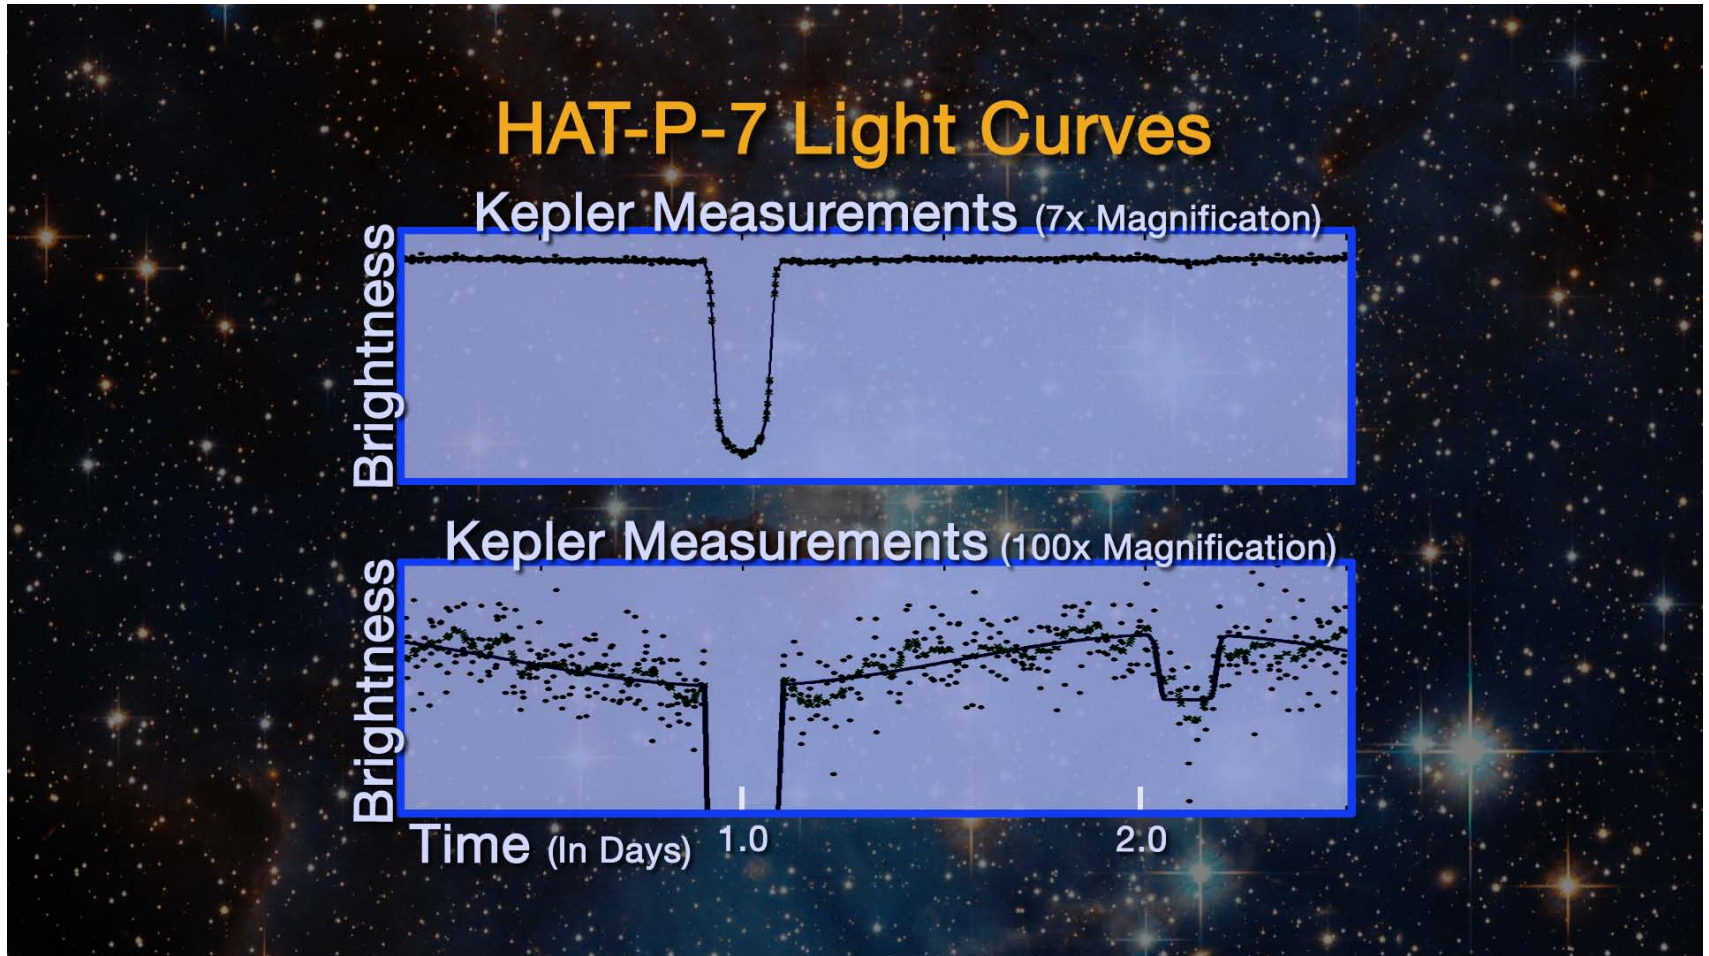 HAT-P-7 Light Curves
Kepler Measurements (7x Magnificaton)
Brightness
Kepler Measurements (100x Magnification)
Brightness
Time (In Days) 1.0 2.0